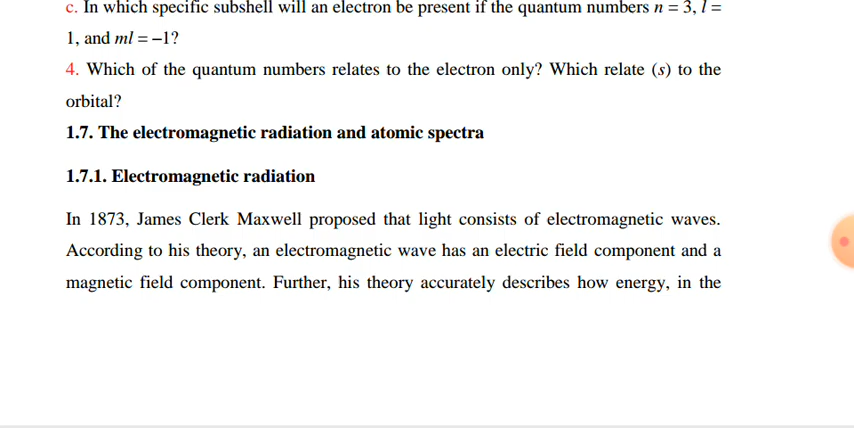 c. In which specific subshell will an electron be present if the quantum numbers n = 3, l =
1, and ml = –1?
4. Which of the quantum numbers relates to the electron only? Which relate (s) to the
orbital?
1.7. The electromagnetic radiation and atomic spectra
1.7.1. Electromagnetic radiation
In 1873, James Clerk Maxwell proposed that light consists of electromagnetic waves.
According to his theory, an electromagnetic wave has an electric field component and a
magnetic field component. Further, his theory accurately describes how energy, in the